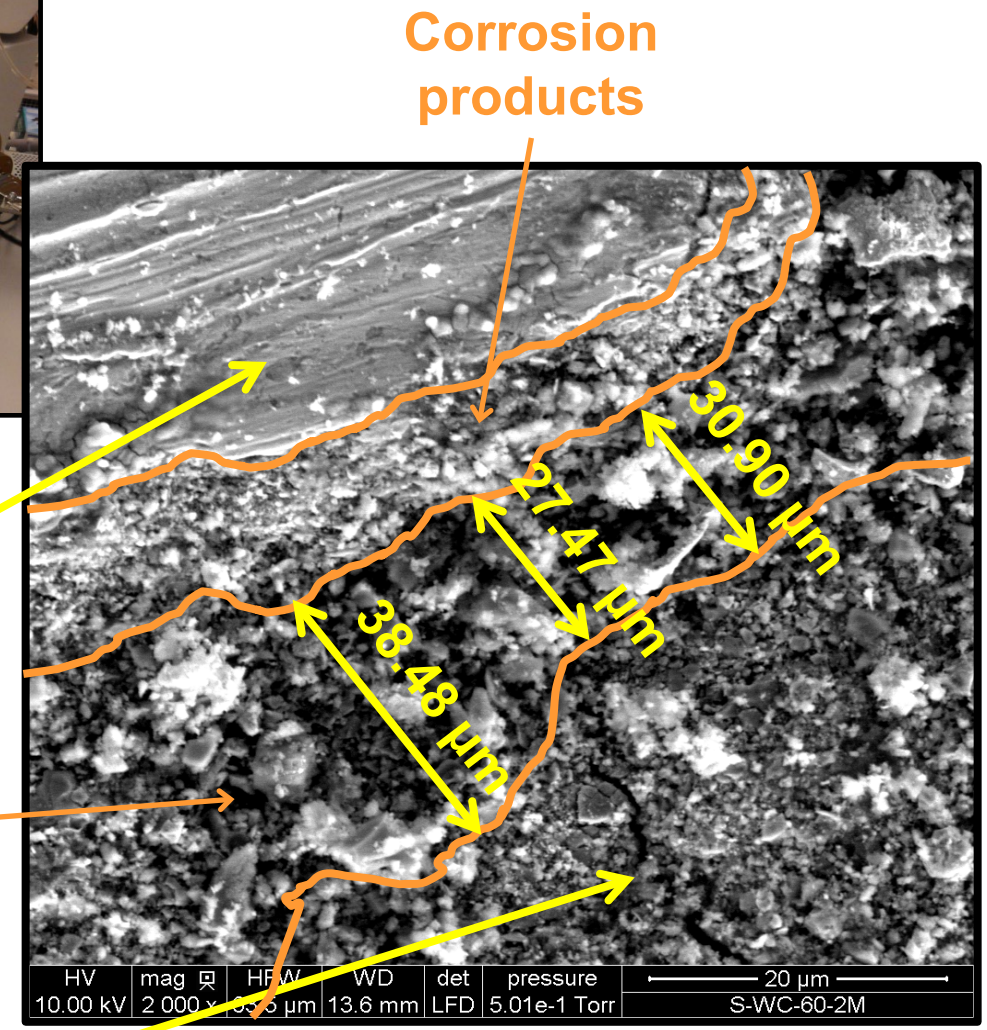 Corrosion
products
30.90 µm
27.47 µm
38.48 µm
HV mag WD det pressure 20 µm
10.00 kV 2 000 x µm 13.6 mm LFD 5.01e-1 Torr S-WC-60-2M